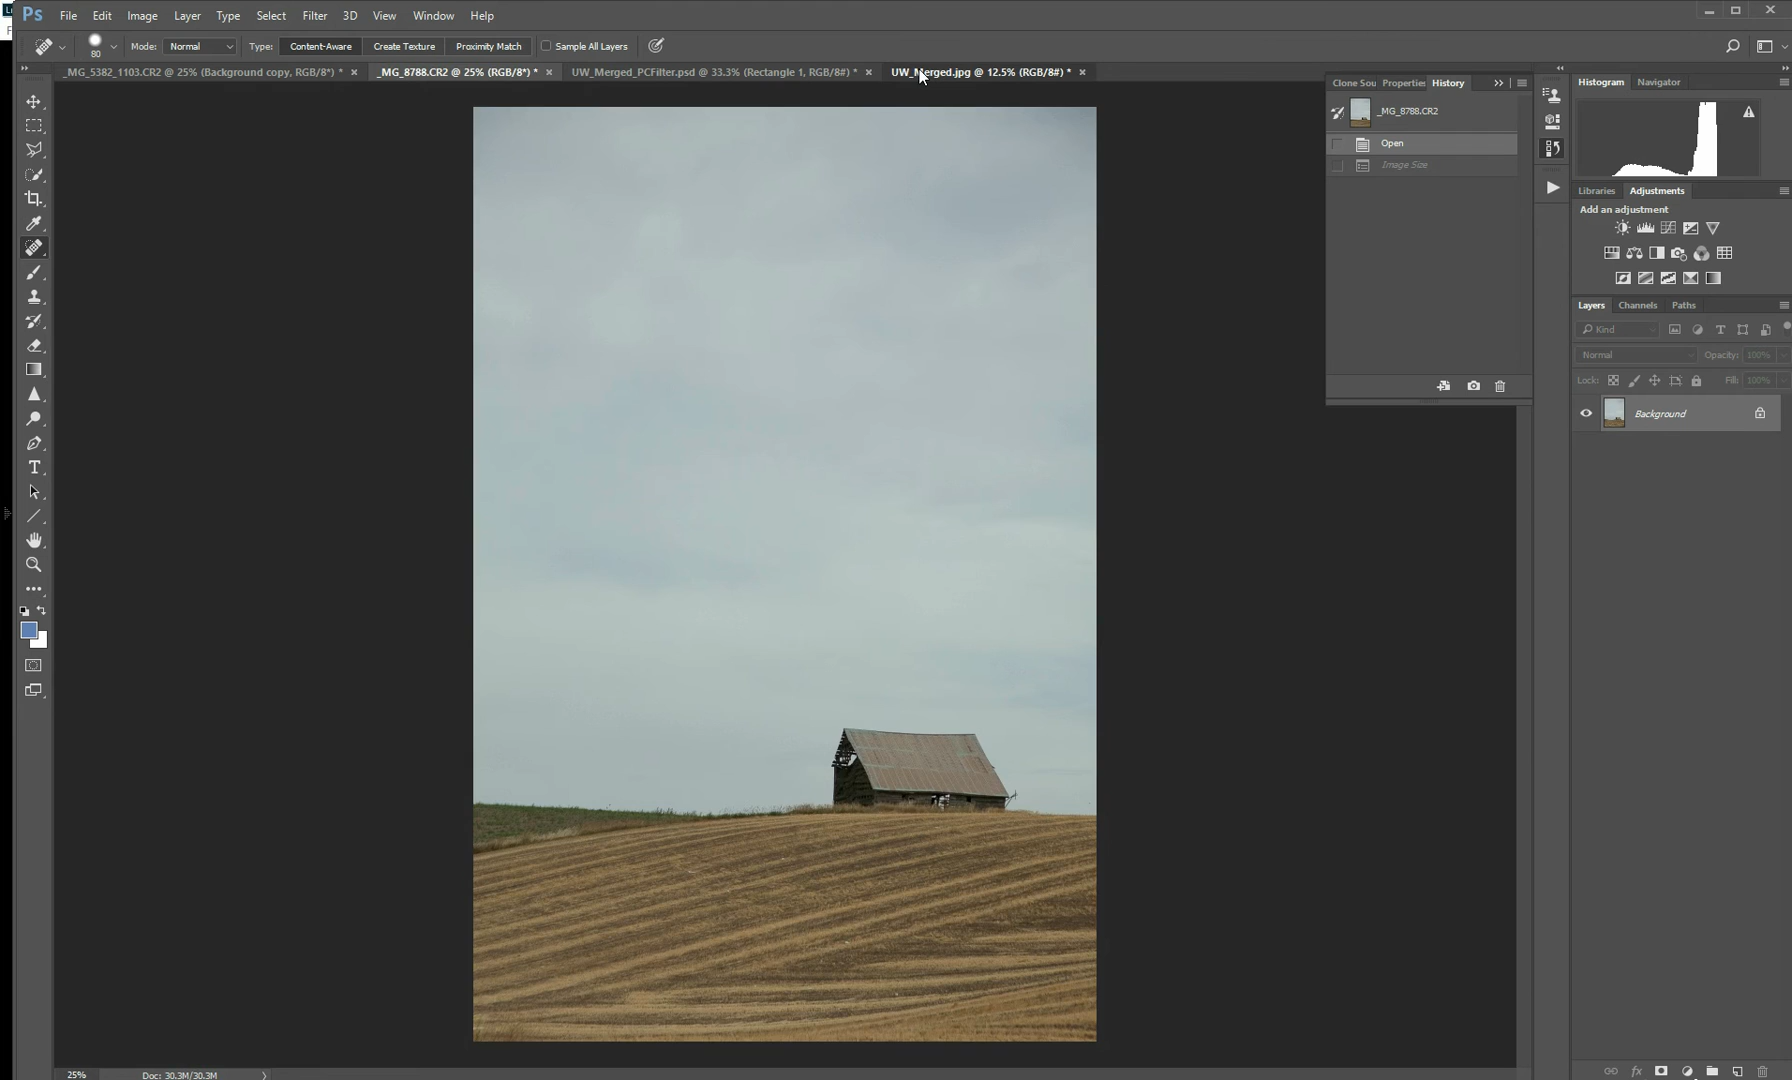 Ps File Edit Image Layer Type Select Filter 3D View Window Help
80 Mode: Normal Type: Content-Aware Create Texture Proximity Match Sample All Layers
_MG_5382_1103.CR2 @ 25% (Background copy, RGB/8*) * × _MG_8788.CR2 @ 25% (RGB/8*) * × UW_Merged_PCFilter.psd @ 33.3% (Rectangle 1, RGB/8#) * × UW_Merged.jpg @ 12.5% (RGB/8#) * ×
Clone Sou Properties History
_MG_8788.CR2
Open
Image Size
Histogram Navigator
Libraries Adjustments
Add an adjustment
Layers Channels Paths
Kind
Normal Opacity: 100%
Lock: Fill: 100%
Background
T
25% Doc: 30.3M/30.3M
fx